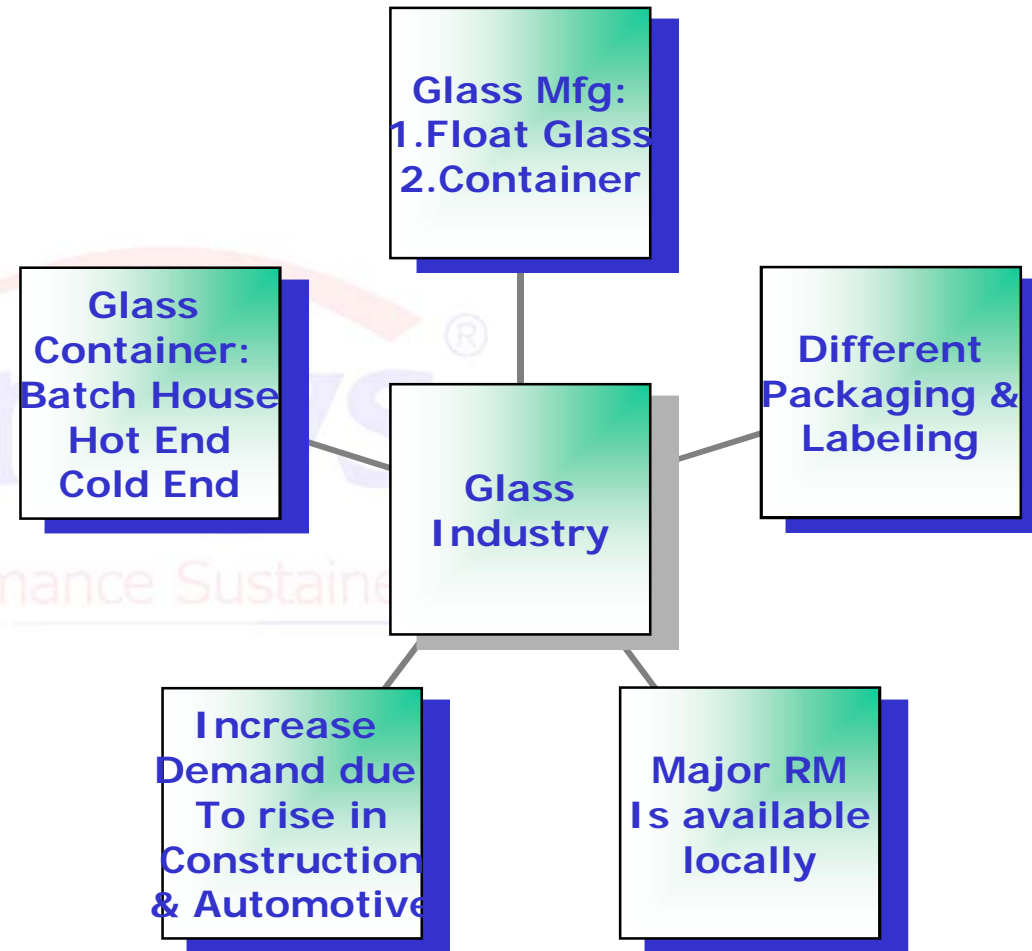 Glass Mfg:
1.Float Glass
2.Container
Glass
Container:
Batch House
Hot End
Cold End
Different
Packaging &
Labeling
®
Glass
Industry
Increase
Demand due
To rise in
Construction
& Automotive
Major RM
Is available
locally